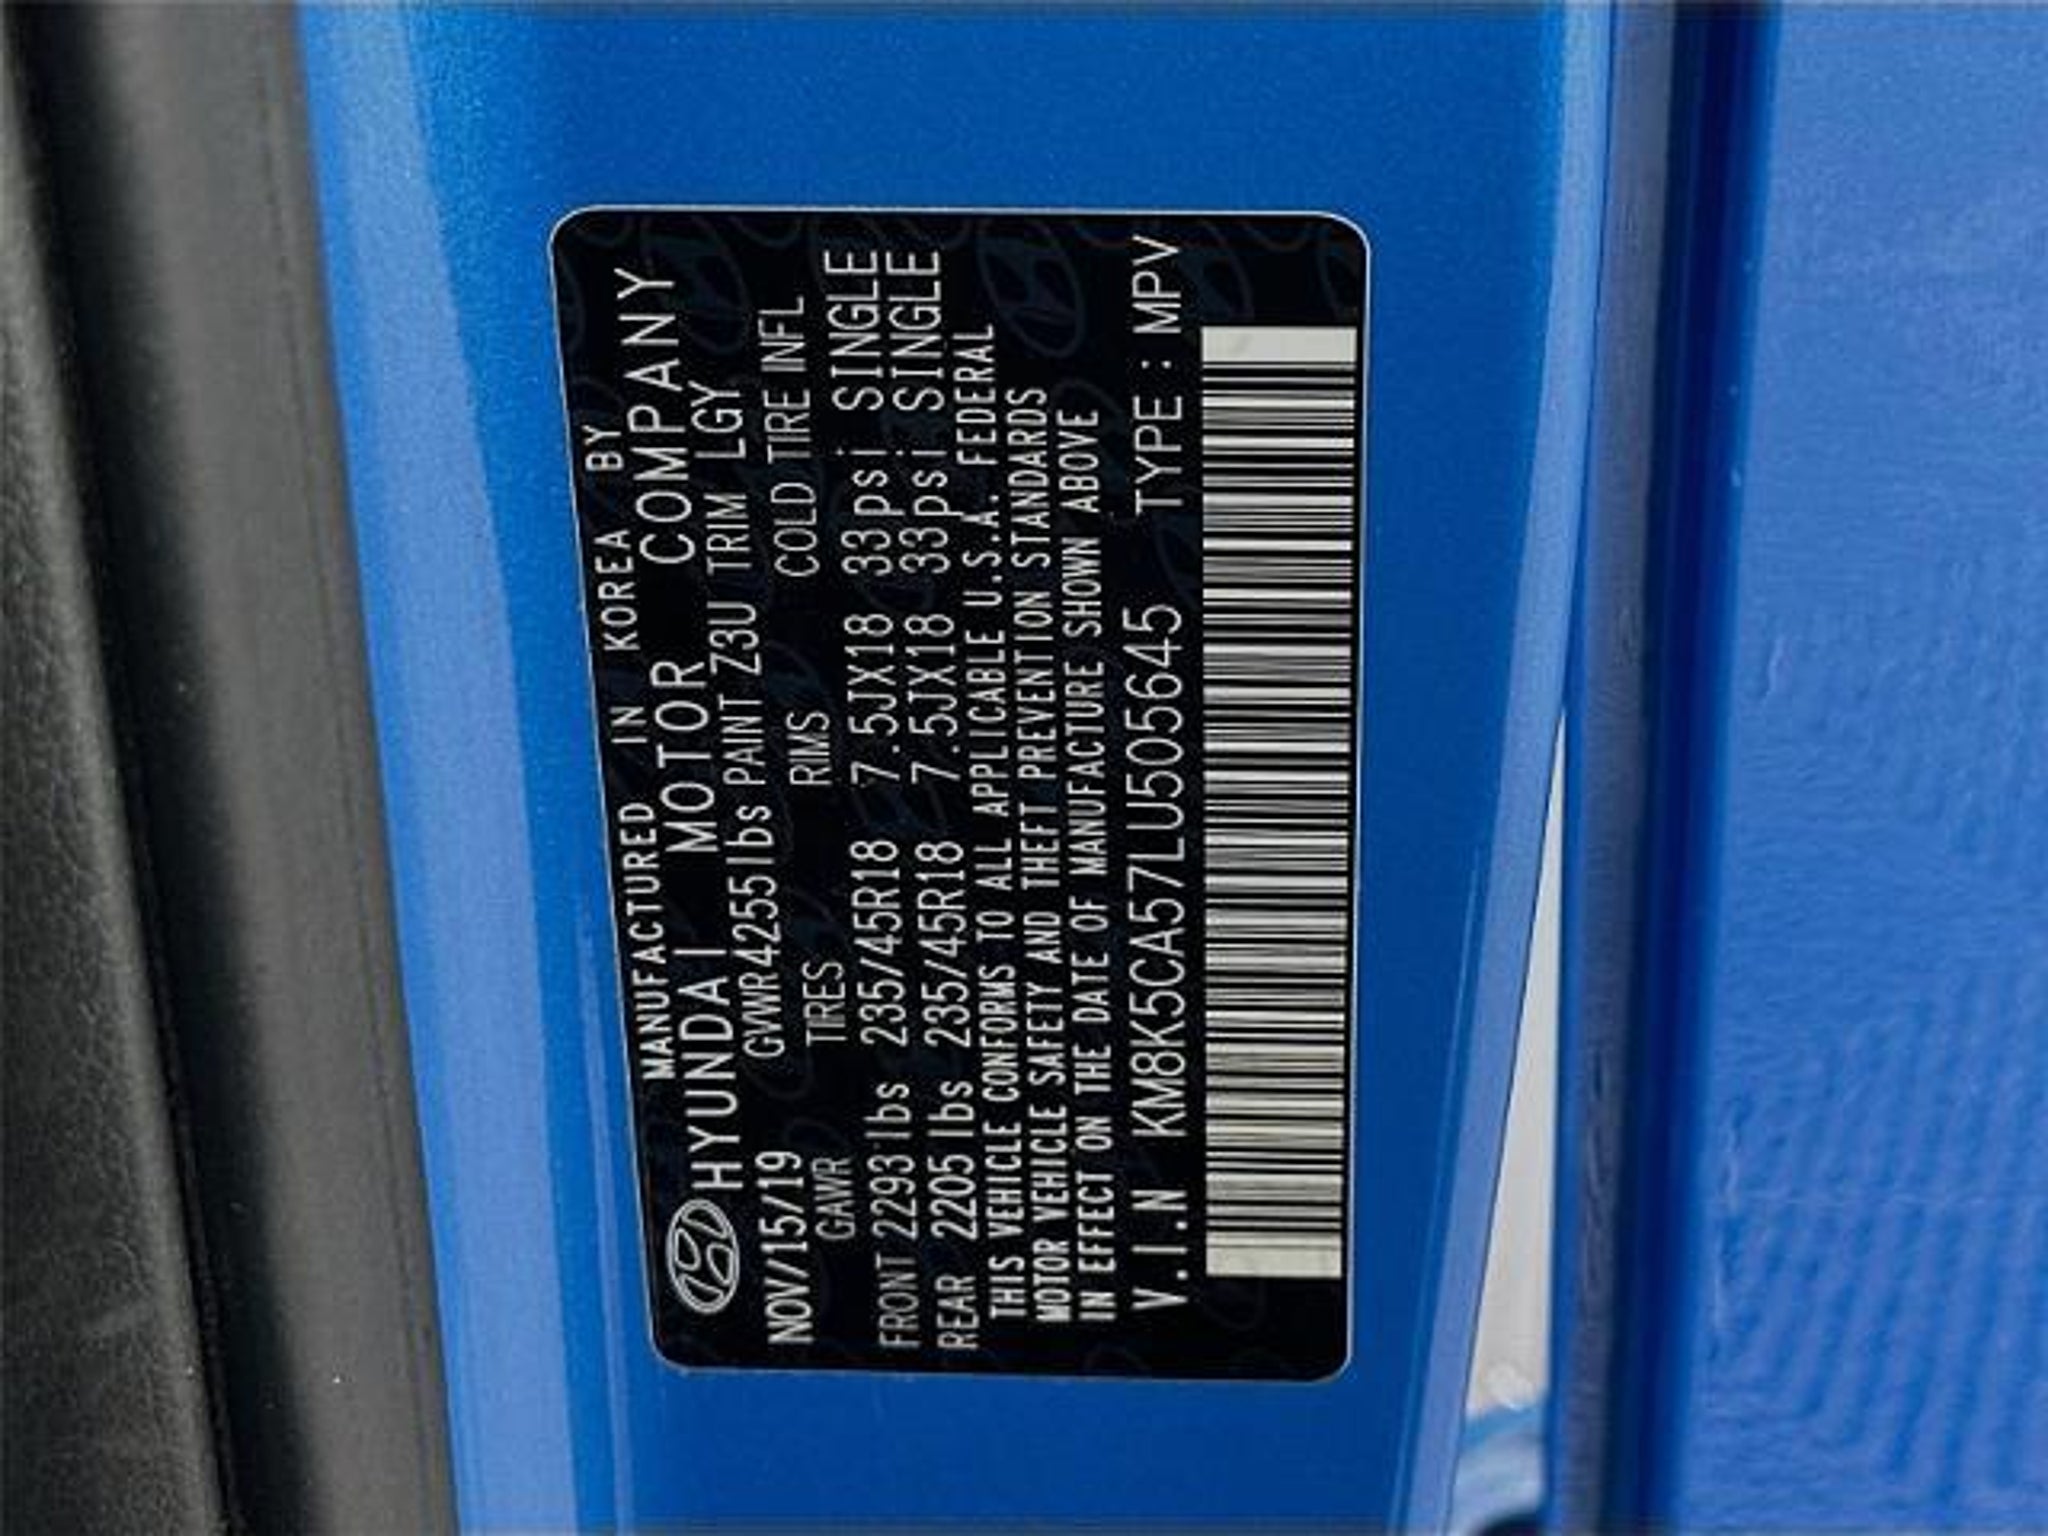 MANUFACTURED IN KOREA BY
HYUNDAI MOTOR COMPANY
NOV/15/19 GVWR4255lbs PAINT Z3U TRIM LGY
GAWR TIRES RIMS COLD TIRE INFL
FRONT 2293lbs 235/45R18 7.5JX18 33psi SINGLE
REAR 2205lbs 235/45R18 7.5JX18 33psi SINGLE
THIS VEHICLE CONFORMS TO ALL APPLICABLE U.S.A. FEDERAL
MOTOR VEHICLE SAFETY AND THEFT PREVENTION STANDARDS
IN EFFECT ON THE DATE OF MANUFACTURE SHOWN ABOVE
V.I.N KM8K5CA57LU505645 TYPE : MPV